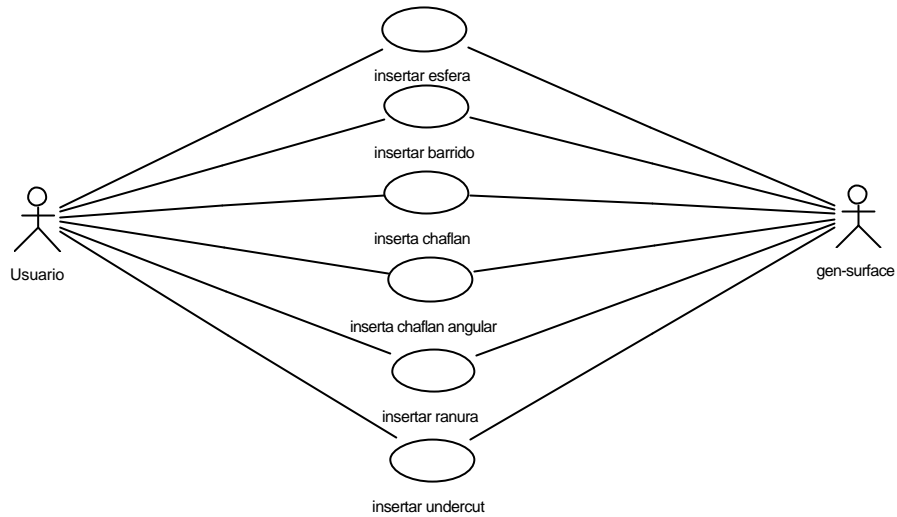 insertar esfera
insertar barrido
inserta chaflan
Usuario
gen-surface
inserta chaflan angular
insertar ranura
insertar undercut